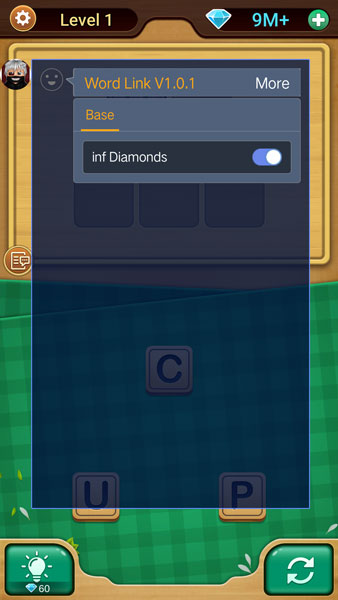 Level 1
9M+
Word Link V1.0.1
More
Base
inf Diamonds
C
U
P
60